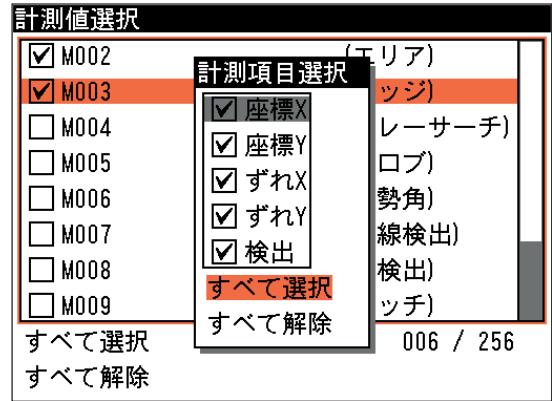 計測値選択
M002 (エリア)
M003 ッジ)
M004 レーサーチ)
M005 ロブ)
M006 勢角)
M007 線検出)
M008 検出)
M009 ッチ)
すべて選択 006 / 256
すべて解除
計測項目選択
座標X
座標Y
ずれX
ずれY
検出
すべて選択
すべて解除